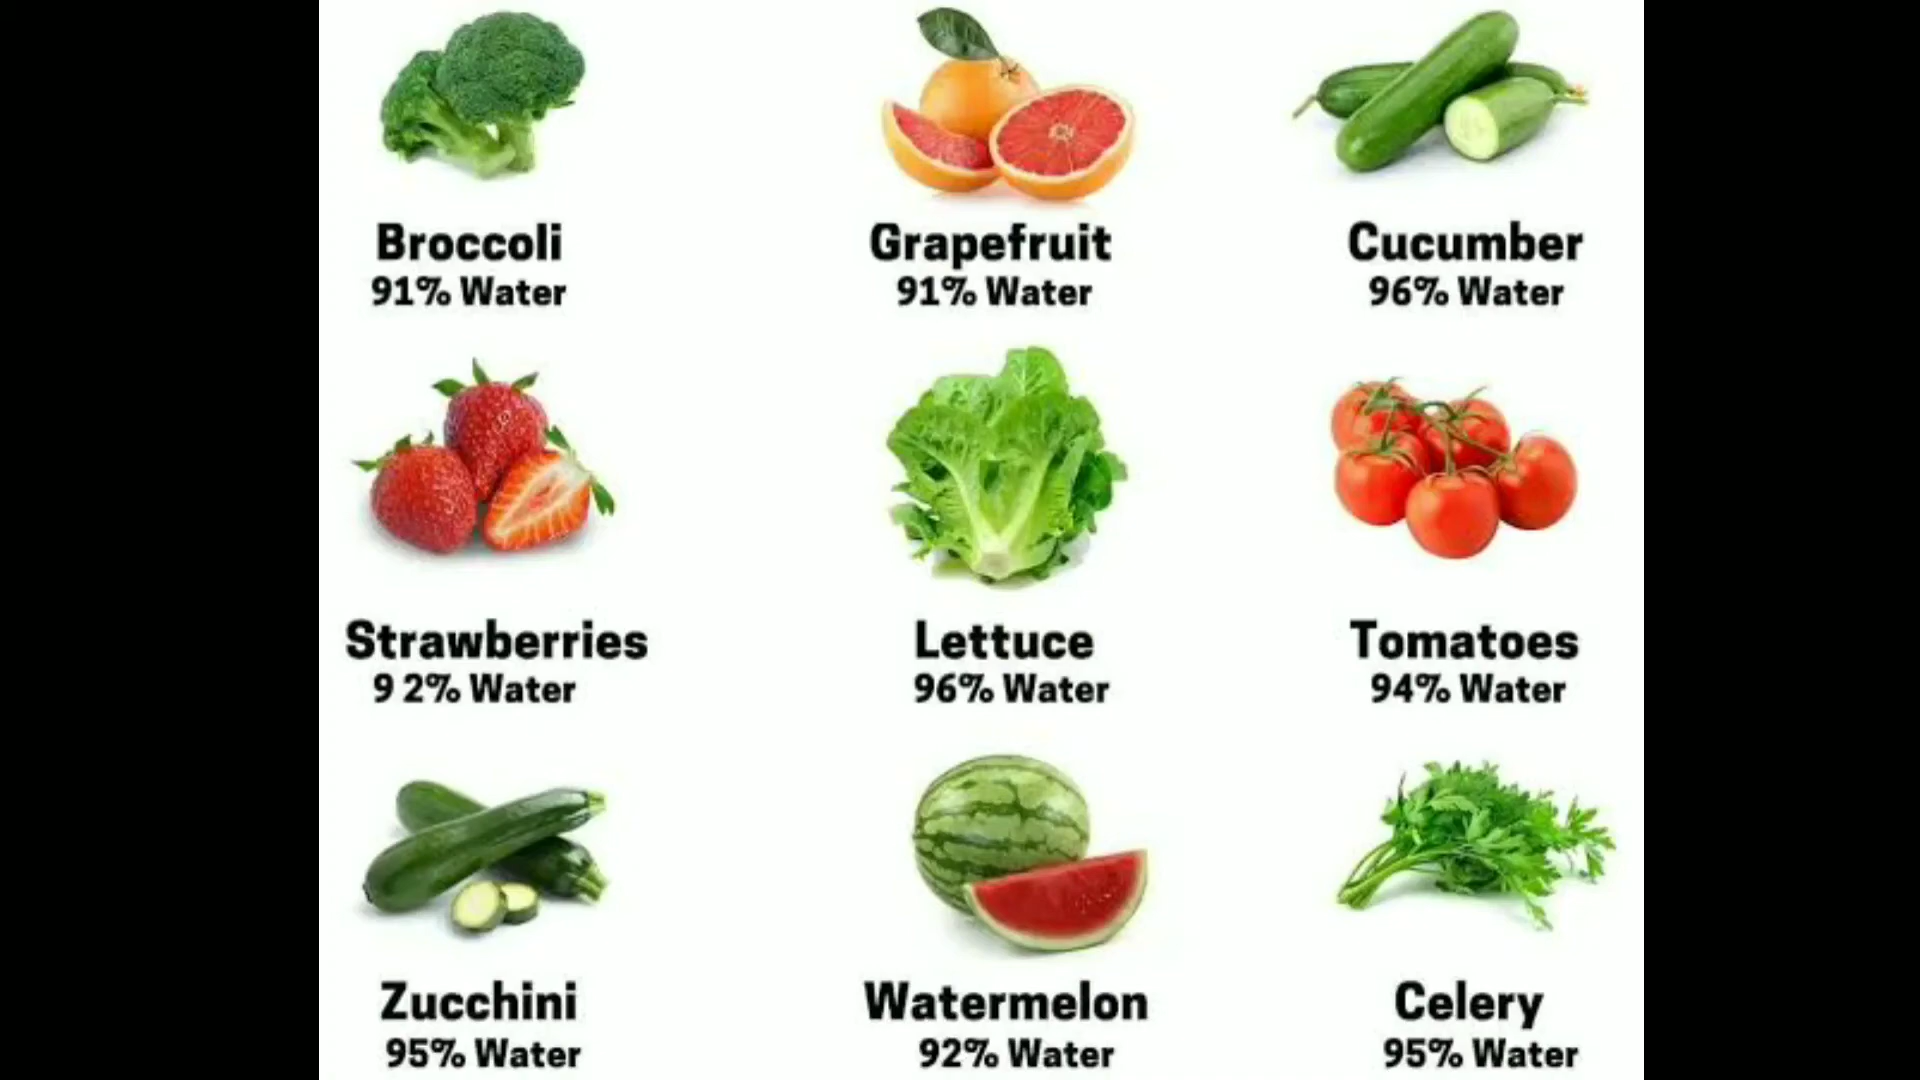 Broccoli
91% Water
Grapefruit
91% Water
Cucumber
96% Water
Strawberries
9 2% Water
Lettuce
96% Water
Tomatoes
94% Water
Zucchini
95% Water
Watermelon
92% Water
Celery
95% Water